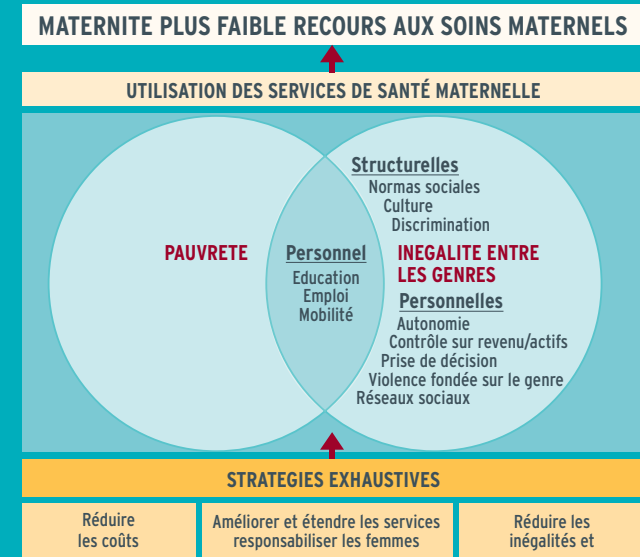 MATERNITE PLUS FAIBLE RECOURS AUX SOINS MATERNELS
UTILISATION DES SERVICES DE SANTÉ MATERNELLE
PAUVRETE
Personnel
Education
Emploi
Mobilité
Structurelles
Normas sociales
Culture
Discrimination
INEGALITE ENTRE
LES GENRES
Personnelles
Autonomie
Contrôle sur revenu/actifs
Prise de décision
Violence fondée sur le genre
Réseaux sociaux
STRATEGIES EXHAUSTIVES
Réduire
les coûts
Améliorer et étendre les services
responsabiliser les femmes
Réduire les
inégalités et